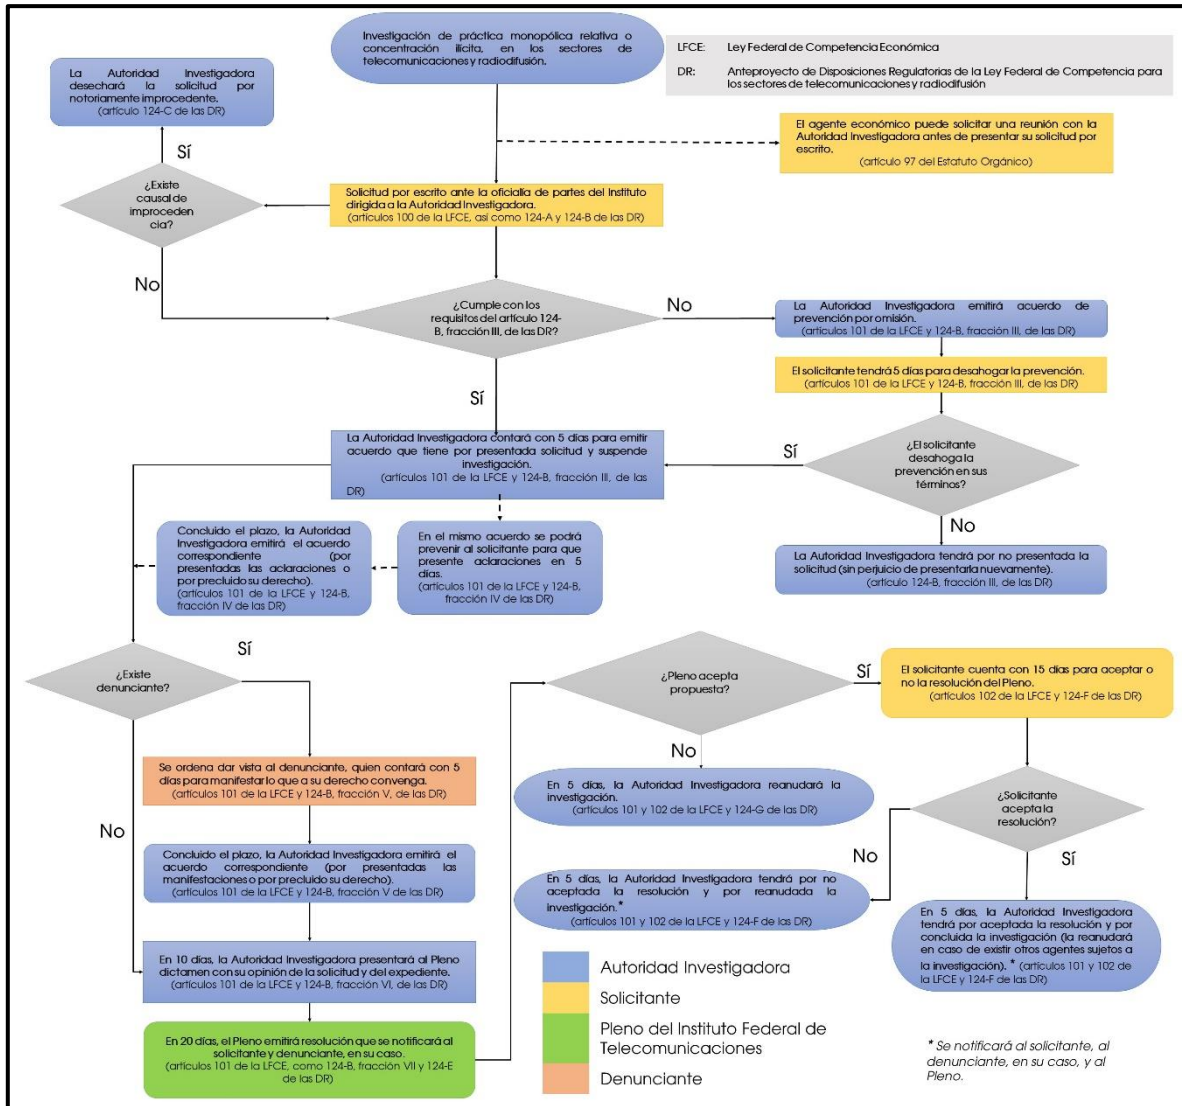 Investigación de práctica monopólica relativa o
concentración ilícita, en los sectores de
telecomunicaciones y radiodifusión.
LFCE: Ley Federal de Competencia Económica
DR: Anteproyecto de Disposiciones Regulatorias de la Ley Federal de Competencia para
los sectores de telecomunicaciones y radiodifusión
La Autoridad Investigadora
desechará la solicitud por
notoriamente improcedente.
(artículo 124-C de las DR)
El agente económico puede solicitar una reunión con la
Autoridad Investigadora antes de presentar su solicitud por
escrito.
(artículo 97 del Estatuto Orgánico)
Sí
¿Existe
causal de
improceden
cia?
Solicitud por escrito ante la oficialía de partes del Instituto
dirigida a la Autoridad Investigadora.
(artículos 100 de la LFCE, así como 124-A y 124-B de las DR)
No
¿Cumple con los
requisitos del artículo 124-
B, fracción III, de las DR?
No
La Autoridad Investigadora emitirá acuerdo de
prevención por omisión.
(artículos 101 de la LFCE y 124-B, fracción III, de las DR)
El solicitante tendrá 5 días para desahogar la prevención.
(artículos 101 de la LFCE y 124-B, fracción III, de las DR)
Sí
La Autoridad Investigadora contará con 5 días para emitir
acuerdo que tiene por presentada solicitud y suspende
investigación.
(artículos 101 de la LFCE y 124-B, fracción III, de las
DR)
Sí
¿El solicitante
desahoga la
prevención en sus
términos?
No
Concluido el plazo, la Autoridad
Investigadora emitirá el acuerdo
correspondiente (por
presentadas las aclaraciones o
por precluido su derecho).
(artículos 101 de la LFCE y 124-B,
fracción IV de las DR)
En el mismo acuerdo se podrá
prevenir al solicitante para que
presente aclaraciones en 5
días.
(artículos 101 de la LFCE y 124-B,
fracción IV de las DR)
La Autoridad Investigadora tendrá por no presentada la
solicitud (sin perjuicio de presentarla nuevamente).
(artículo 124-B, fracción III, de las DR)
Sí
¿Existe
denunciante?
¿Pleno acepta
propuesta?
Sí
El solicitante cuenta con 15 días para aceptar o
no la resolución del Pleno.
(artículos 102 de la LFCE y 124-F de las DR)
No
Se ordena dar vista al denunciante, quien contará con 5
días para manifestar lo que a su derecho convenga.
(artículos 101 de la LFCE y 124-B, fracción V, de las DR)
En 5 días, la Autoridad Investigadora reanudará la
investigación.
(artículos 101 y 102 de la LFCE y 124-G de las DR)
¿Solicitante
acepta la
resolución?
No
Concluido el plazo, la Autoridad Investigadora emitirá el
acuerdo correspondiente (por presentadas las
manifestaciones o por precluido su derecho).
(artículos 101 de la LFCE y 124-B, fracción V de las DR)
No
Sí
En 5 días, la Autoridad Investigadora tendrá por no
aceptada la resolución y por reanudada la
investigación.*
(artículos 101 y 102 de la LFCE y 124-F de las DR)
En 5 días, la Autoridad Investigadora
tendrá por aceptada la resolución y por
concluida la investigación (la reanudará
en caso de existir otros agentes sujetos a
la investigación). * (artículos 101 y 102 de
la LFCE y 124-F de las DR)
En 10 días, la Autoridad Investigadora presentará al Pleno
dictamen con su opinión de la solicitud y del expediente.
(artículos 101 de la LFCE y 124-B, fracción VI, de las DR)
En 20 días, el Pleno emitirá resolución que se notificará al
solicitante y denunciante, en su caso.
(artículos 101 de la LFCE, como 124-B, fracción VII y 124-E
de las DR)
Autoridad Investigadora
Solicitante
Pleno del Instituto Federal de
Telecomunicaciones
Denunciante
* Se notificará al solicitante, al
denunciante, en su caso, y al
Pleno.